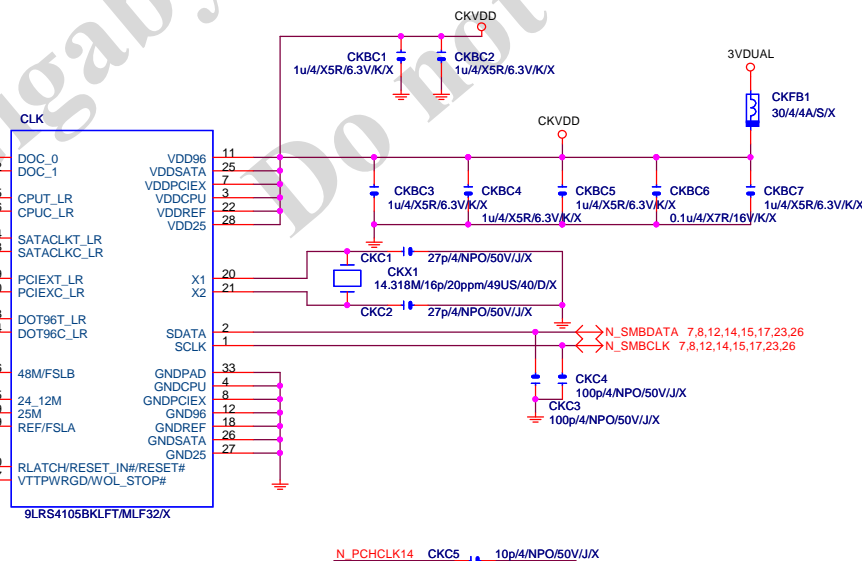 CKVDD
CKBC1
1u/4/X5R/6.3V/K/X
CKBC2
1u/4/X5R/6.3V/K/X
3VDUAL
CKFB1
30/4/4A/S/X
CLK
CKVDD
DOC_0
DOC_1
CPUT_LR
CPUC_LR
SATACLKT_LR
SATACLKC_LR
PCIEXT_LR
PCIEXC_LR
DOT96T_LR
DOT96C_LR
48M/FSLB
24_12M
25M
REF/FSLA
RLATCH/RESET_IN#/RESET#
VTTPWRGD/WOL_STOP#
VDD96 11
VDDSATA 25
VDDPCIEX 7
VDDCPU 3
VDDREF 22
VDD25 28
X1 20
X2 21
SDATA 2
SCLK 1
GNDPAD 33
GNDCPU 4
GNDPCIEX 8
GND96 12
GNDREF 18
GNDSATA 26
GND25 27
9LRS4105BKLFT/MLF32/X
CKBC3
1u/4/X5R/6.3V/K/X
CKBC4
1u/4/X5R/6.3V/K/X
CKBC5
1u/4/X5R/6.3V/K/X
CKBC6
0.1u/4/X7R/16V/K/X
CKBC7
1u/4/X5R/6.3V/K/X
CKC1 27p/4/NPO/50V/J/X
CKX1
14.318M/16p/20ppm/49US/40/D/X
CKC2 27p/4/NPO/50V/J/X
N_SMBDATA 7,8,12,14,15,17,23,26
N_SMBCLK 7,8,12,14,15,17,23,26
CKC4
100p/4/NPO/50V/J/X
CKC3
100p/4/NPO/50V/J/X
N_PCHCLK14 CKC5 10p/4/NPO/50V/J/X
Do not